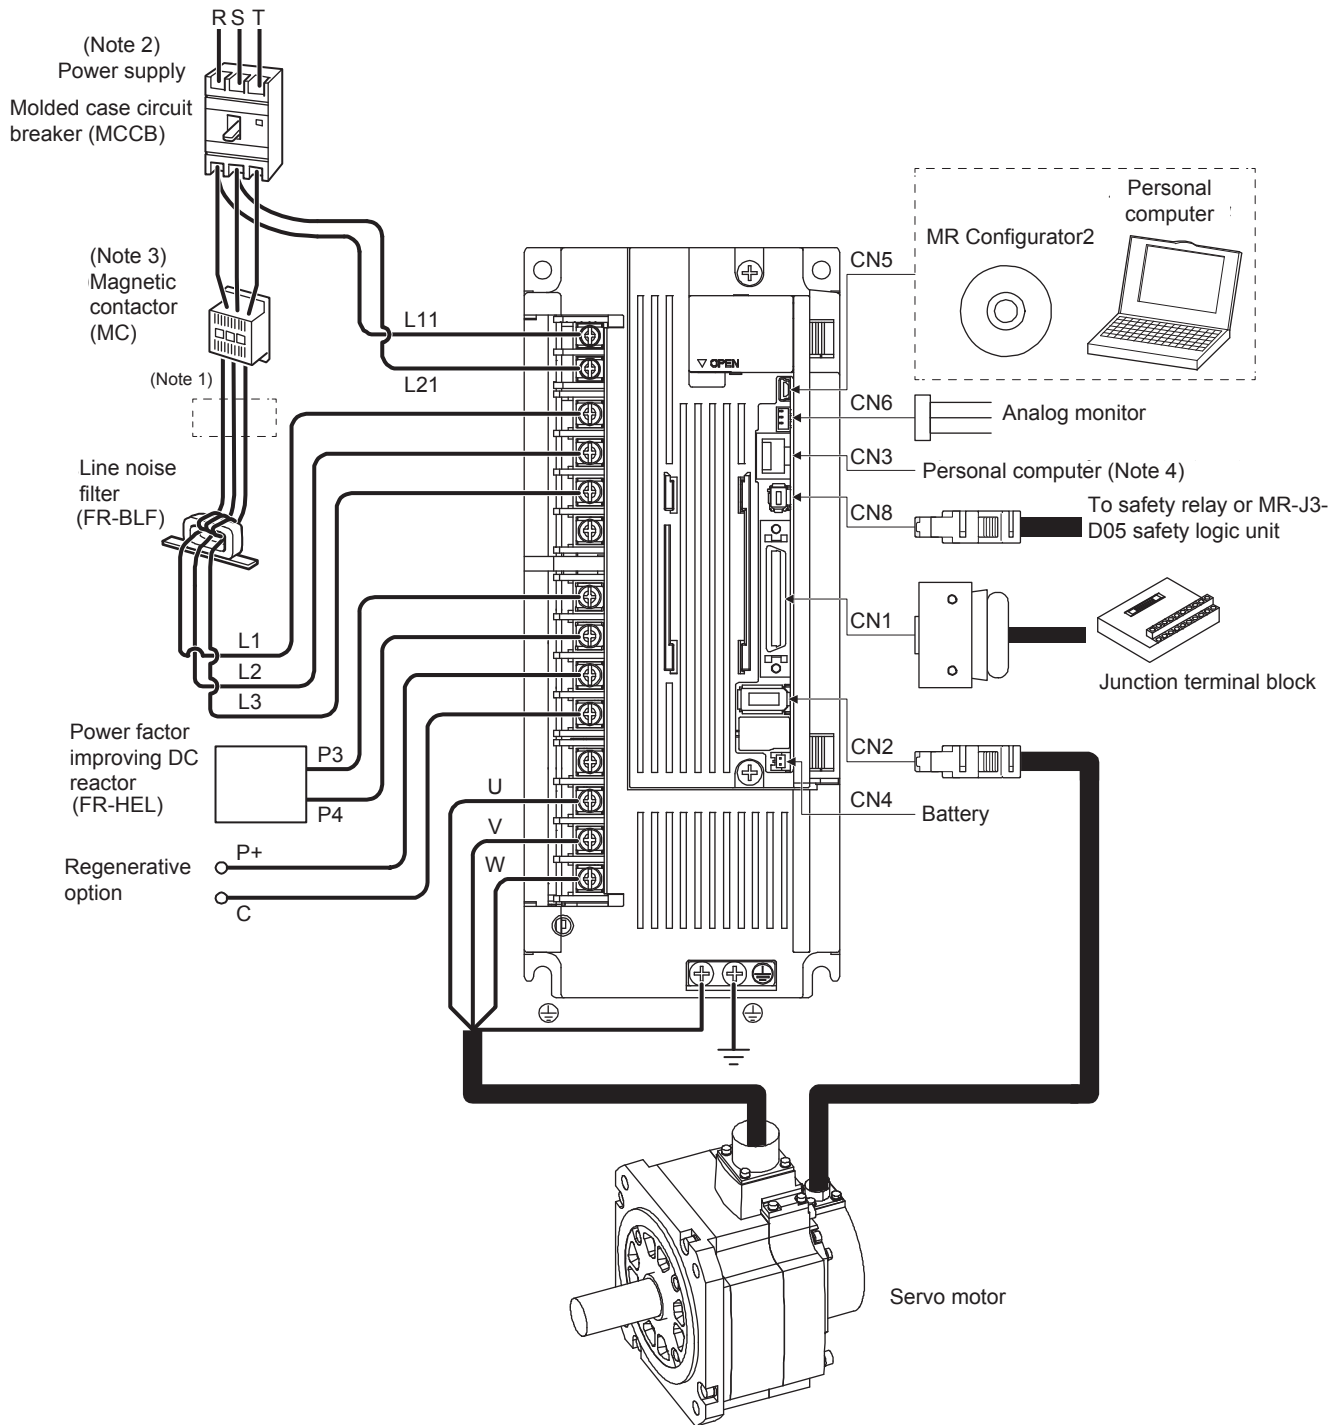 R S T
(Note 2)
Power supply
Molded case circuit
breaker (MCCB)
(Note 3)
Magnetic
contactor
(MC)
(Note 1)
Line noise
filter
(FR-BLF)
L11
L21
L1
L2
L3
Power factor
improving DC
reactor
(FR-HEL)
P3
P4
Regenerative
option
P+
C
U
V
W
▽ OPEN
CN5
MR Configurator2
Personal
computer
CN6
Analog monitor
CN3
Personal computer (Note 4)
CN8
To safety relay or MR-J3-
D05 safety logic unit
CN1
Junction terminal block
CN2
CN4
Battery
Servo motor